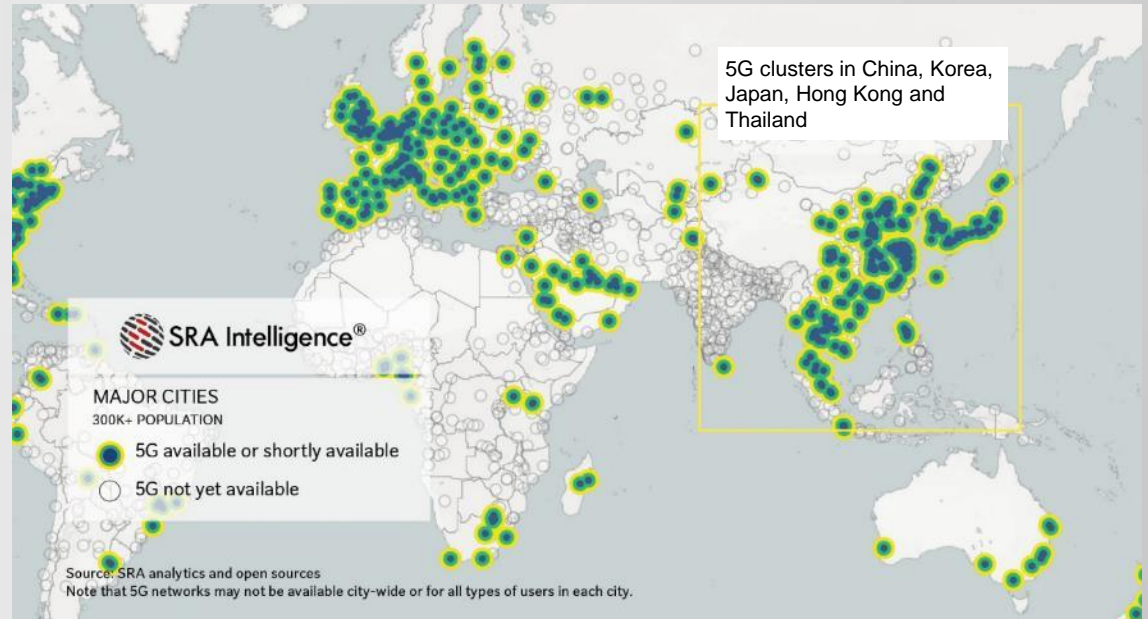 5G clusters in China, Korea,
Japan, Hong Kong and
Thailand
SRA Intelligence®
MAJOR CITIES
300K+ POPULATION
5G available or shortly available
5G not yet available
Source: SRA analytics and open sources
Note that 5G networks may not be available city-wide or for all types of users in each city.